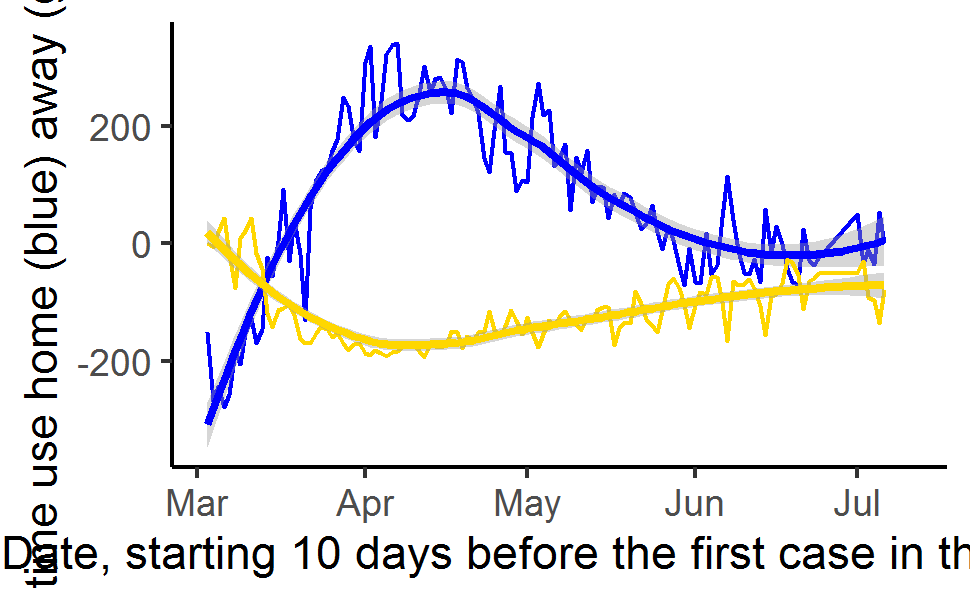 time use home (blue) away (
200
0
-200
Mar Apr May Jun Jul
Date, starting 10 days before the first case in th